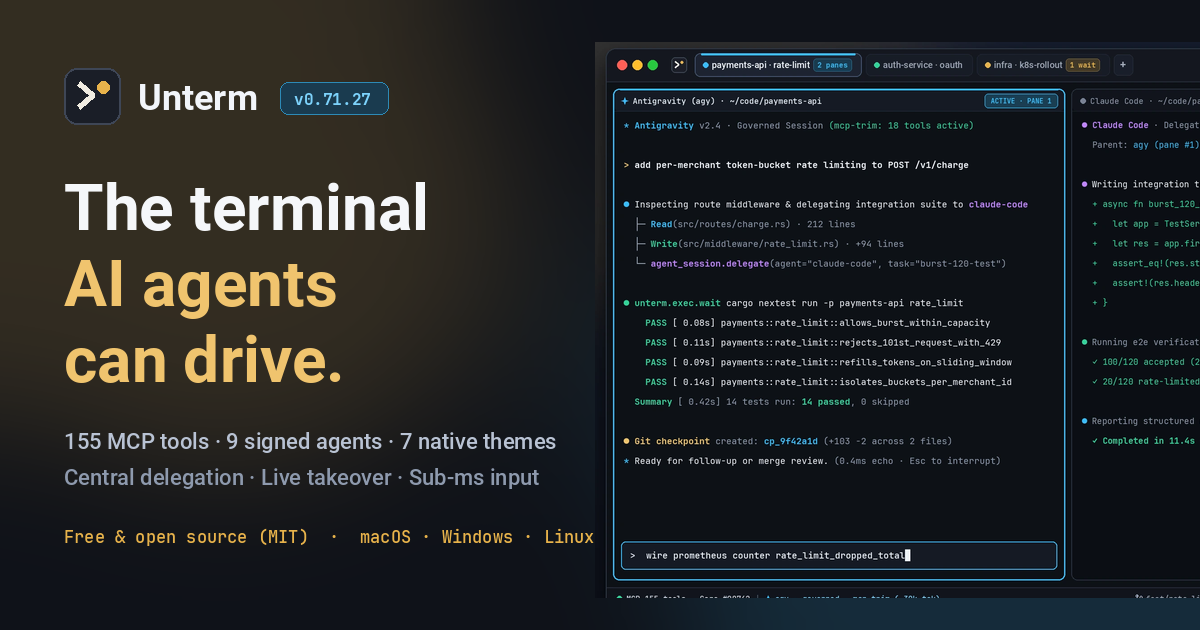 Unterm
v0.71.27
The terminal
AI agents
can drive.
155 MCP tools · 9 signed agents · 7 native themes
Central delegation · Live takeover · Sub-ms input
Free & open source (MIT) · macOS · Windows · Linux
payments-api · rate-limit 2 panes
auth-service · oauth
infra · k8s-rollout 1 wait
+
Antigravity (agy) · ~/code/payments-api
ACTIVE · PANE 1
* Antigravity v2.4 · Governed Session (mcp-trim: 18 tools active)
> add per-merchant token-bucket rate limiting to POST /v1/charge
● Inspecting route middleware & delegating integration suite to claude-code
├─ Read(src/routes/charge.rs) · 212 lines
├─ Write(src/middleware/rate_limit.rs) · +94 lines
└─ agent_session.delegate(agent="claude-code", task="burst-120-test")
● unterm.exec.wait cargo nextest run -p payments-api rate_limit
PASS [ 0.08s] payments::rate_limit::allows_burst_within_capacity
PASS [ 0.11s] payments::rate_limit::rejects_101st_request_with_429
PASS [ 0.09s] payments::rate_limit::refills_tokens_on_sliding_window
PASS [ 0.14s] payments::rate_limit::isolates_buckets_per_merchant_id
Summary [ 0.42s] 14 tests run: 14 passed, 0 skipped
● Git checkpoint created: cp_9f42a1d (+103 -2 across 2 files)
* Ready for follow-up or merge review. (0.4ms echo · Esc to interrupt)
> wire prometheus counter rate_limit_dropped_total
Claude Code · ~/code/pa
● Claude Code · Delegat
Parent: agy (pane #1)
● Writing integration t
+ async fn burst_120_
+ let app = TestSer
+ let res = app.fir
+ assert_eq!(res.st
+ assert!(res.heade
+ }
● Running e2e verificat
✓ 100/120 accepted (2
✓ 20/120 rate-limited
● Reporting structured
✓ Completed in 11.4s